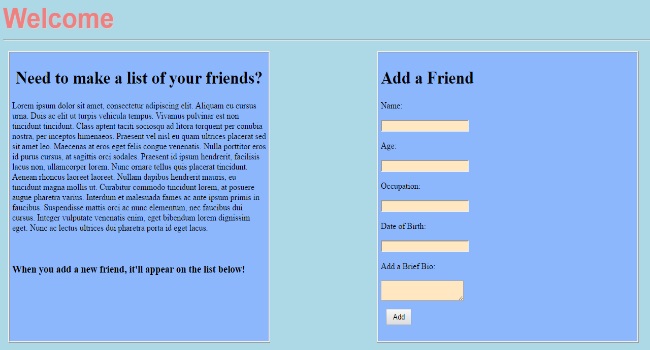 Welcome
Need to make a list of your friends?
Lorem ipsum dolor sit amet, consectetur adipiscing elit. Aliquam eu cursus
urna. Duis ac elit ut turpis vehicula tempus. Vivamus pulvinar est non
tincidunt tincidunt. Class aptent taciti sociosqu ad litora torquent per conubia
nostra, per inceptos himenaeos. Praesent vel nisl eu quam ultrices placerat sed
sit amet leo. Maecenas at eros eget felis congue venenatis. Nulla porttitor eros
id purus cursus, at sagittis orci sodales. Praesent id ipsum hendrerit, facilisis
lacus non, ullamcorper lorem. Nunc ornare tellus quis placerat tincidunt.
Aenean rhoncus laoreet laoreet. Nullam dapibus hendrerit mauris, eu
tincidunt magna mollis ut. Curabitur commodo tincidunt lorem, at posuere
augue pharetra varius. Interdum et malesuada fames ac ante ipsum primis in
faucibus. Suspendisse mattis orci ac nunc elementum, nec faucibus dui
cursus. Integer vulputate venenatis enim, eget bibendum lorem dignissim
eget. Nunc ac lectus ultrices dui pharetra porta id eget lacus.
When you add a new friend, it'll appear on the list below!
Add a Friend
Name:
Age:
Occupation:
Date of Birth:
Add a Brief Bio:
Add